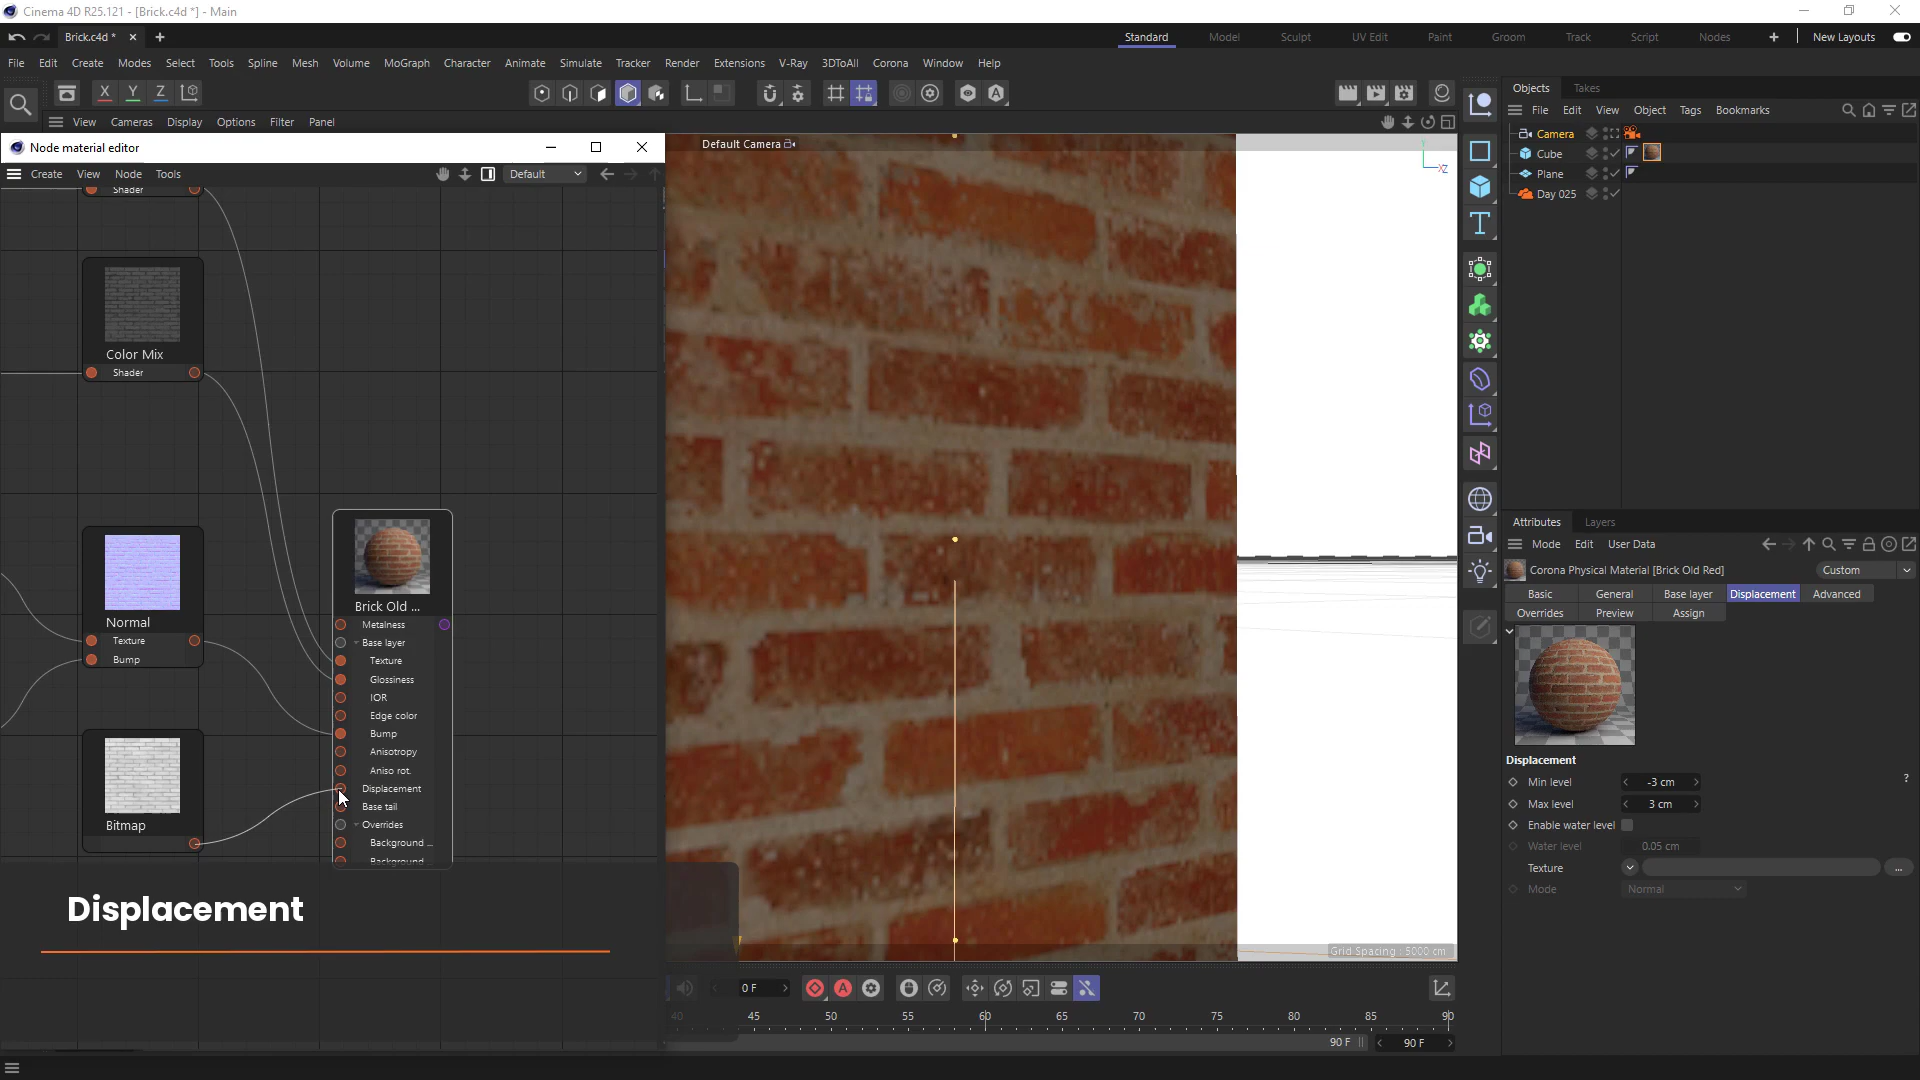 Cinema 4D R25.121 - [Brick.c4d *] - Main
Brick.c4d *
Standard
Model
Sculpt
UV Edit
Paint
Groom
Track
Script
Nodes
New Layouts
File
Edit
Create
Modes
Select
Tools
Spline
Mesh
Volume
MoGraph
Character
Animate
Simulate
Tracker
Render
Extensions
V-Ray
3DToAll
Corona
Window
Help
X
Y
Z
View
Cameras
Display
Options
Filter
Panel
Node material editor
Create
View
Node
Tools
Default
Shader
Color Mix
Shader
Normal
Texture
Bump
Bitmap
Brick Old ...
Metalness
Base layer
Texture
Glossiness
IOR
Edge color
Bump
Anisotropy
Aniso rot.
Displacement
Base tail
Overrides
Background ...
Background
Displacement
Default Camera
Y
XZ
Grid Spacing : 5000 cm
0 F
40
45
50
55
60
65
70
75
80
85
90
90 F
90 F
Objects
Takes
File
Edit
View
Object
Tags
Bookmarks
Camera
Cube
Plane
Day 025
Attributes
Layers
Mode
Edit
User Data
Corona Physical Material [Brick Old Red]
Custom
Basic
General
Base layer
Displacement
Advanced
Overrides
Preview
Assign
Displacement
Min level
-3 cm
?
Max level
3 cm
Enable water level
Water level
0.05 cm
Texture
...
Mode
Normal